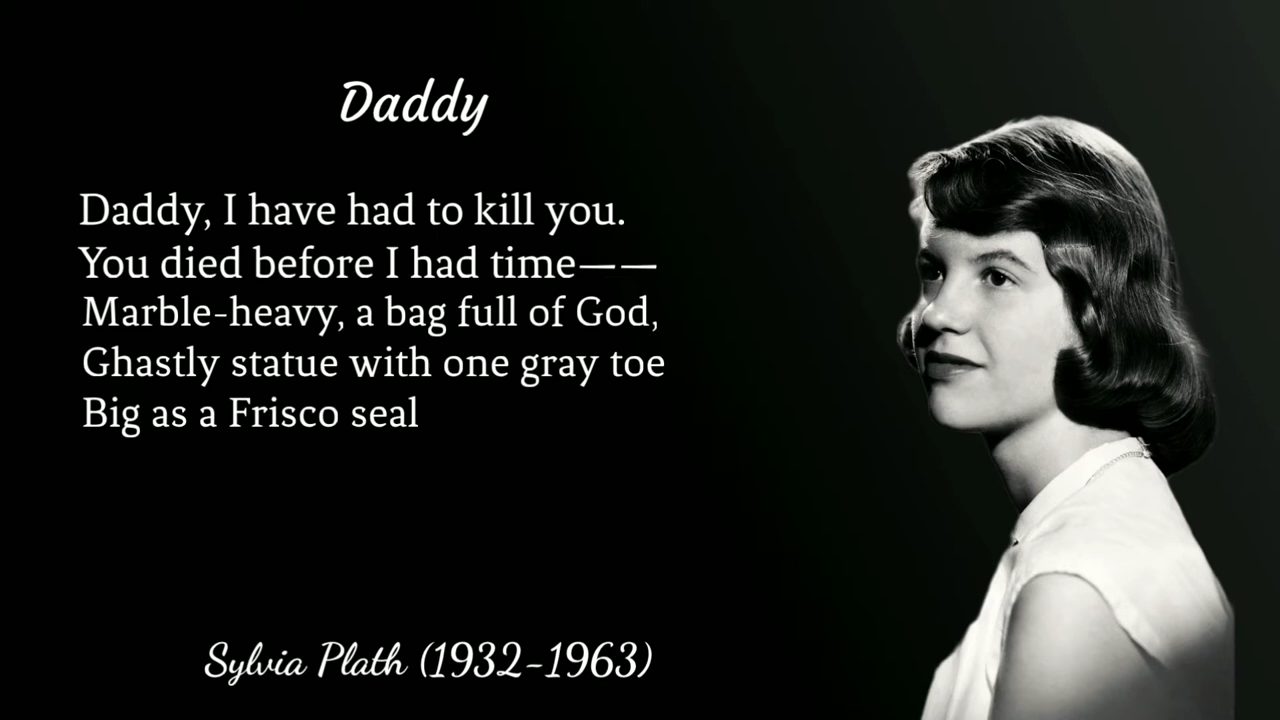 Daddy
Daddy, I have had to kill you.
You died before I had time——
Marble-heavy, a bag full of God,
Ghastly statue with one gray toe
Big as a Frisco seal
Sylvia Plath (1932-1963)